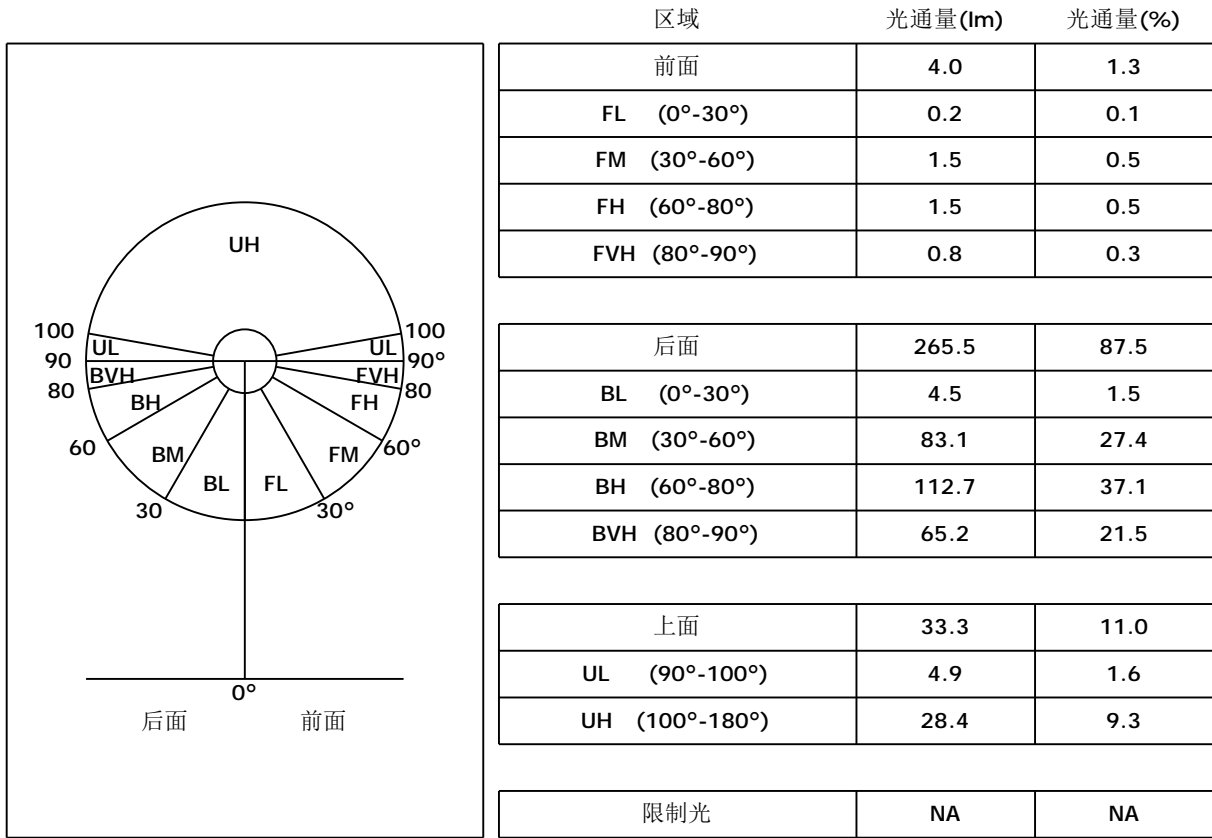 区域 光通量(lm) 光通量(%)
前面 4.0 1.3
FL (0°-30°) 0.2 0.1
FM (30°-60°) 1.5 0.5
FH (60°-80°) 1.5 0.5
FVH (80°-90°) 0.8 0.3
后面 265.5 87.5
BL (0°-30°) 4.5 1.5
BM (30°-60°) 83.1 27.4
BH (60°-80°) 112.7 37.1
BVH (80°-90°) 65.2 21.5
上面 33.3 11.0
UL (90°-100°) 4.9 1.6
UH (100°-180°) 28.4 9.3
限制光 NA NA
UH
100 100
UL UL
90 90°
BVH FVH
80 80
BH FH
60 60°
BM FM
BL FL
30 30°
0°
后面 前面